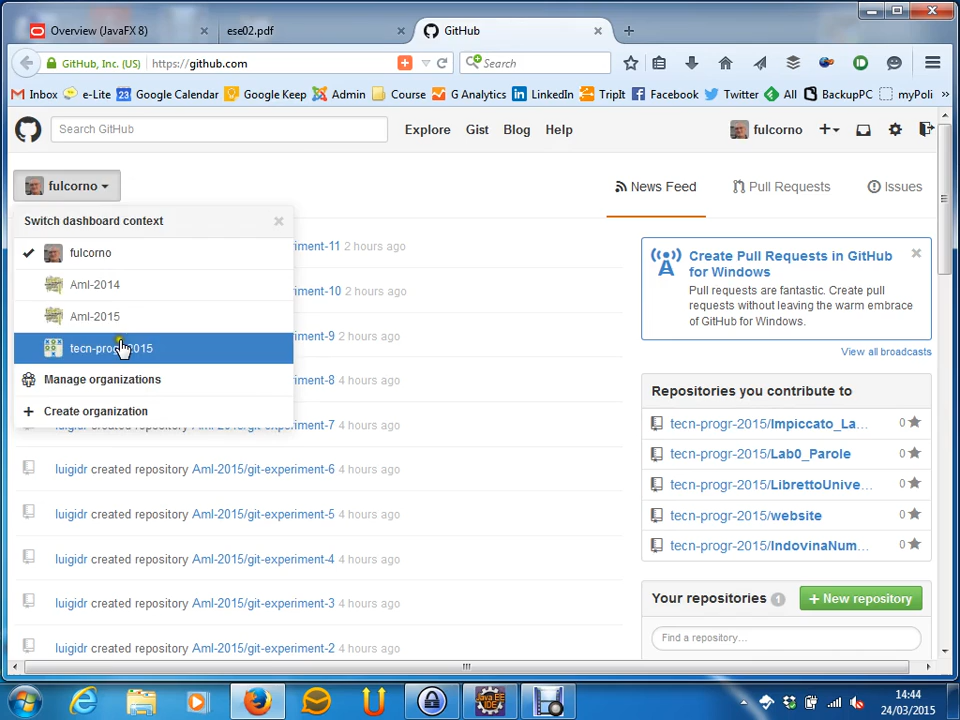 Overview (JavaFX 8)
ese02.pdf
GitHub
GitHub, Inc. (US)
https://github.com
Search
Inbox
e-Lite
23
Google Calendar
Google Keep
Admin
Course
G Analytics
LinkedIn
TripIt
Facebook
Twitter
All
BackupPC
myPoli
Search GitHub
Explore
Gist
Blog
Help
fulcorno
fulcorno
News Feed
Pull Requests
Issues
Switch dashboard context
fulcorno
AmI-2014
AmI-2015
2015
Manage organizations
Create organization
eriment-11 2 hours ago
eriment-10 2 hours ago
eriment-9 2 hours ago
eriment-8 4 hours ago
luigidr created repository AmI-2015/git-experiment-7 4 hours ago
luigidr created repository AmI-2015/git-experiment-6 4 hours ago
luigidr created repository AmI-2015/git-experiment-5 4 hours ago
luigidr created repository AmI-2015/git-experiment-4 4 hours ago
luigidr created repository AmI-2015/git-experiment-3 4 hours ago
luigidr created repository AmI-2015/git-experiment-2 4 hours ago
Create Pull Requests in GitHub
for Windows
Pull requests are fantastic. Create pull
requests without leaving the warm embrace
of GitHub for Windows.
View all broadcasts
Repositories you contribute to
tecn-progr-2015/Impiccato_La... 0
tecn-progr-2015/Lab0_Parole 0
tecn-progr-2015/LibrettoUnive... 0
tecn-progr-2015/website 0
tecn-progr-2015/IndovinaNum... 0
Your repositories 1
New repository
Find a repository...
Java EE
IDE
14:44
24/03/2015